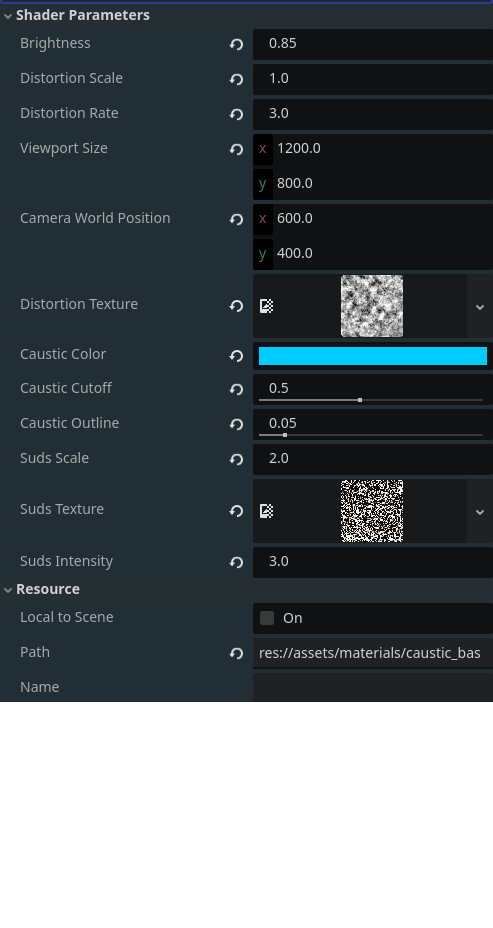 Shader Parameters
Brightness 0.85
Distortion Scale 1.0
Distortion Rate 3.0
Viewport Size x 1200.0
y 800.0
Camera World Position x 600.0
y 400.0
Distortion Texture
Caustic Color
Caustic Cutoff 0.5
Caustic Outline 0.05
Suds Scale 2.0
Suds Texture
Suds Intensity 3.0
Resource
Local to Scene On
Path res://assets/materials/caustic_bas
Name